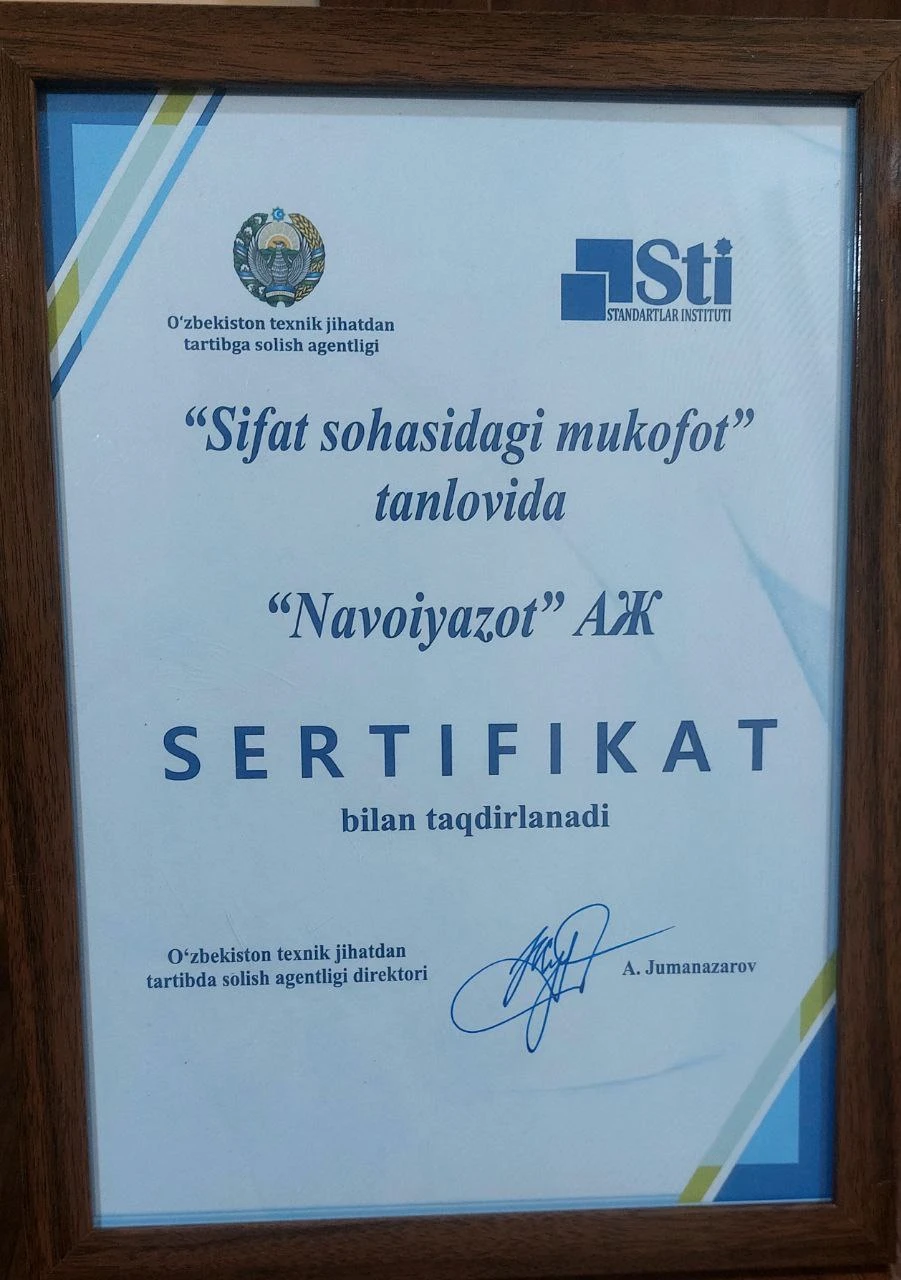 O‘zbekiston texnik jihatdan
tartibga solish agentligi
Sti
STANDARTLAR INSTITUTI
“Sifat sohasidagi mukofot”
tanlovida
“Navoiyazot” АЖ
SERTIFIKAT
bilan taqdirlanadi
O‘zbekiston texnik jihatdan
tartibda solish agentligi direktori
A. Jumanazarov